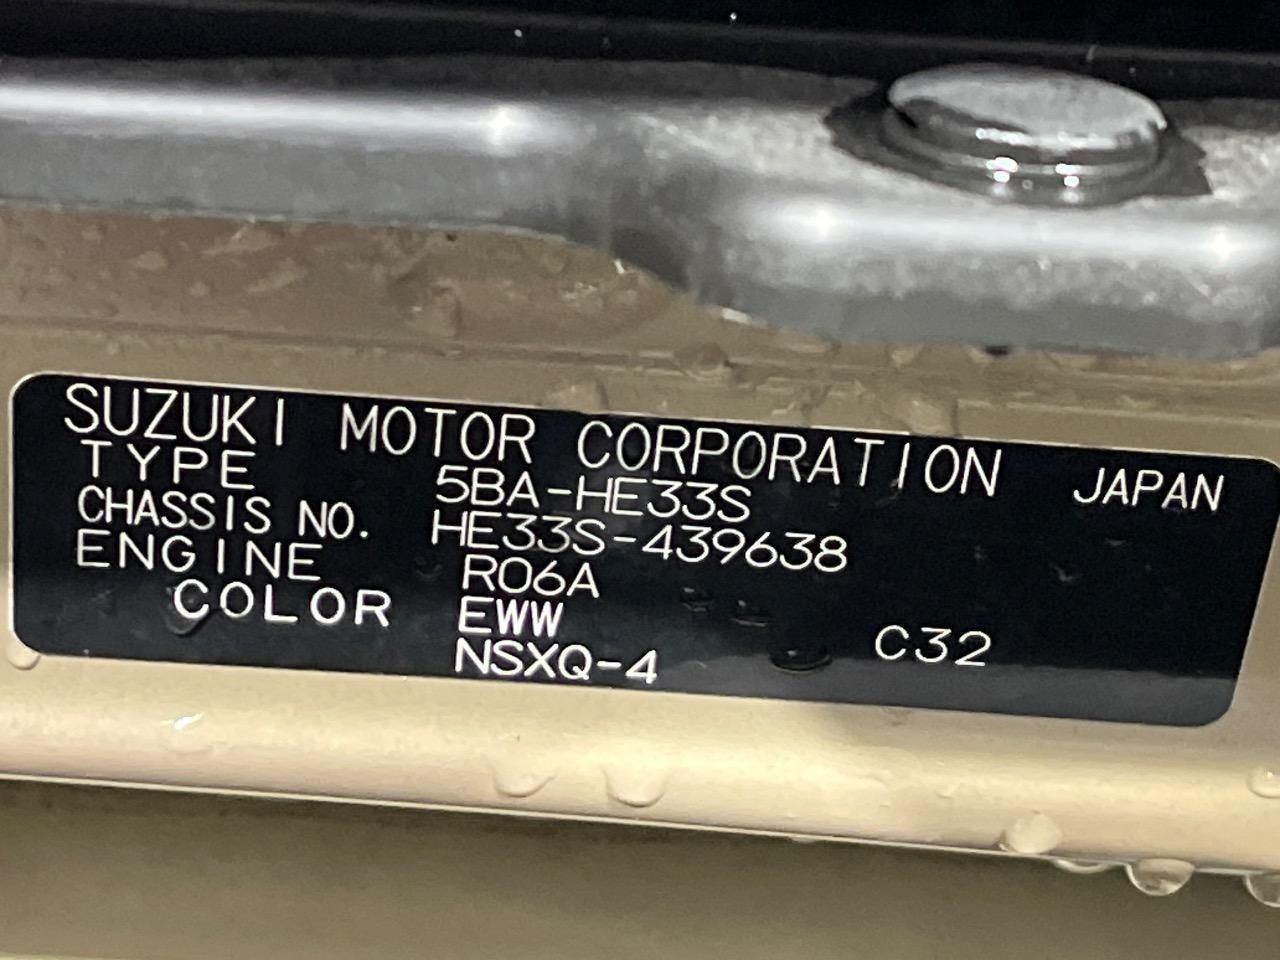 SUZUKI MOTOR CORPORATION JAPAN
TYPE 5BA-HE33S
CHASSIS NO. HE33S-439638
ENGINE R06A
COLOR EWW C32
NSXQ-4